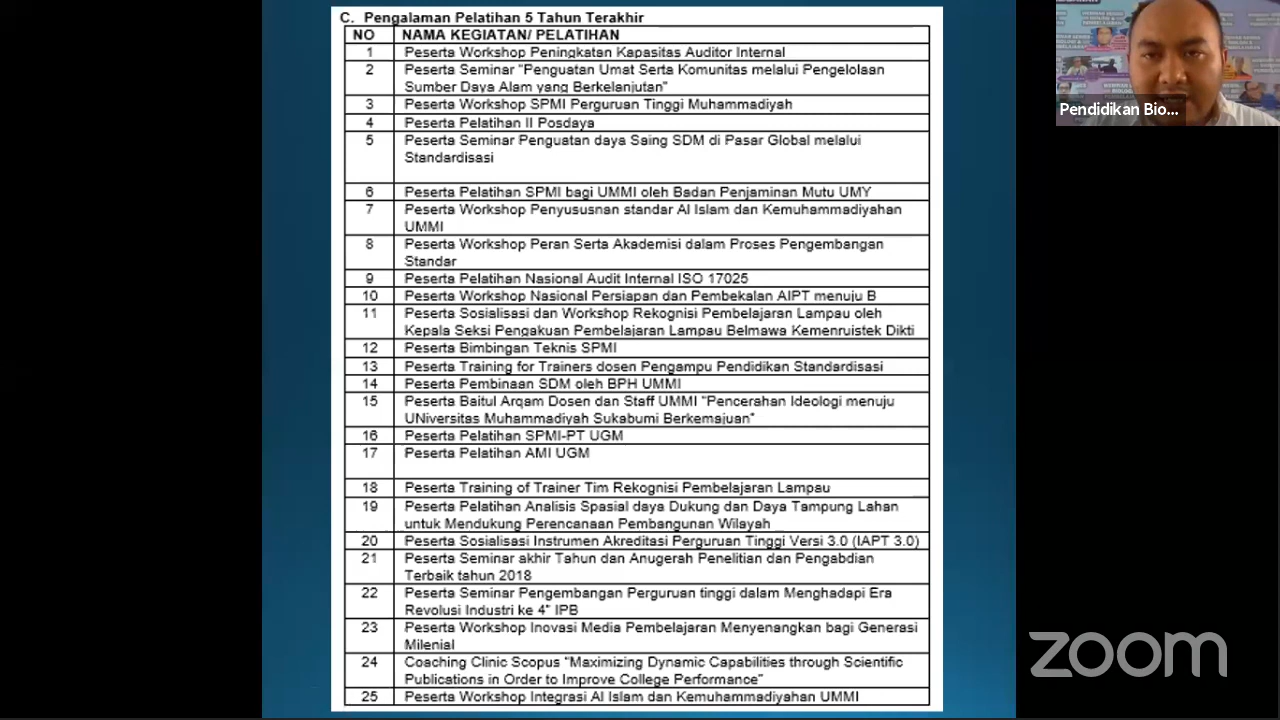 C. Pengalaman Pelatihan 5 Tahun Terakhir
NO NAMA KEGIATAN/ PELATIHAN
1 Peserta Workshop Peningkatan Kapasitas Auditor Internal
2 Peserta Seminar "Penguatan Umat Serta Komunitas melalui Pengelolaan
Sumber Daya Alam yang Berkelanjutan"
3 Peserta Workshop SPMI Perguruan Tinggi Muhammadiyah
4 Peserta Pelatihan II Posdaya
5 Peserta Seminar Penguatan daya Saing SDM di Pasar Global melalui
Standardisasi
6 Peserta Pelatihan SPMI bagi UMMI oleh Badan Penjaminan Mutu UMY
7 Peserta Workshop Penyususnan standar Al Islam dan Kemuhammadiyahan
UMMI
8 Peserta Workshop Peran Serta Akademisi dalam Proses Pengembangan
Standar
9 Peserta Pelatihan Nasional Audit Internal ISO 17025
10 Peserta Workshop Nasional Persiapan dan Pembekalan AIPT menuju B
11 Peserta Sosialisasi dan Workshop Rekognisi Pembelajaran Lampau oleh
Kepala Seksi Pengakuan Pembelajaran Lampau Belmawa Kemenruistek Dikti
12 Peserta Bimbingan Teknis SPMI
13 Peserta Training for Trainers dosen Pengampu Pendidikan Standardisasi
14 Peserta Pembinaan SDM oleh BPH UMMI
15 Peserta Baitul Arqam Dosen dan Staff UMMI "Pencerahan Ideologi menuju
UNiversitas Muhammadiyah Sukabumi Berkemajuan"
16 Peserta Pelatihan SPMI-PT UGM
17 Peserta Pelatihan AMI UGM
18 Peserta Training of Trainer Tim Rekognisi Pembelajaran Lampau
19 Peserta Pelatihan Analisis Spasial daya Dukung dan Daya Tampung Lahan
untuk Mendukung Perencanaan Pembangunan Wilayah
20 Peserta Sosialisasi Instrumen Akreditasi Perguruan Tinggi Versi 3.0 (IAPT 3.0)
21 Peserta Seminar akhir Tahun dan Anugerah Penelitian dan Pengabdian
Terbaik tahun 2018
22 Peserta Seminar Pengembangan Perguruan tinggi dalam Menghadapi Era
Revolusi Industri ke 4" IPB
23 Peserta Workshop Inovasi Media Pembelajaran Menyenangkan bagi Generasi
Milenial
24 Coaching Clinic Scopus "Maximizing Dynamic Capabilities through Scientific
Publications in Order to Improve College Performance"
25 Peserta Workshop Integrasi Al Islam dan Kemuhammadiyahan UMMI
Pendidikan Bio...
zoom